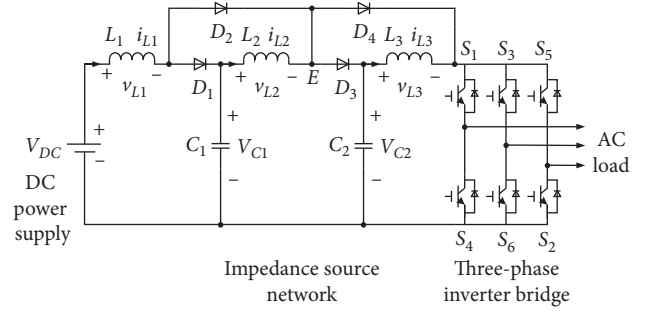 L1 iL1
D2
L2 iL2
D4
L3 iL3
S1 S3 S5
+ − D1 + − E D3 + −
vL1 vL2 vL3
+ + +
VDC C1 VC1 C2 VC2
− − −
AC
load
DC
power
supply
S4 S6 S2
Impedance source
network
Three-phase
inverter bridge